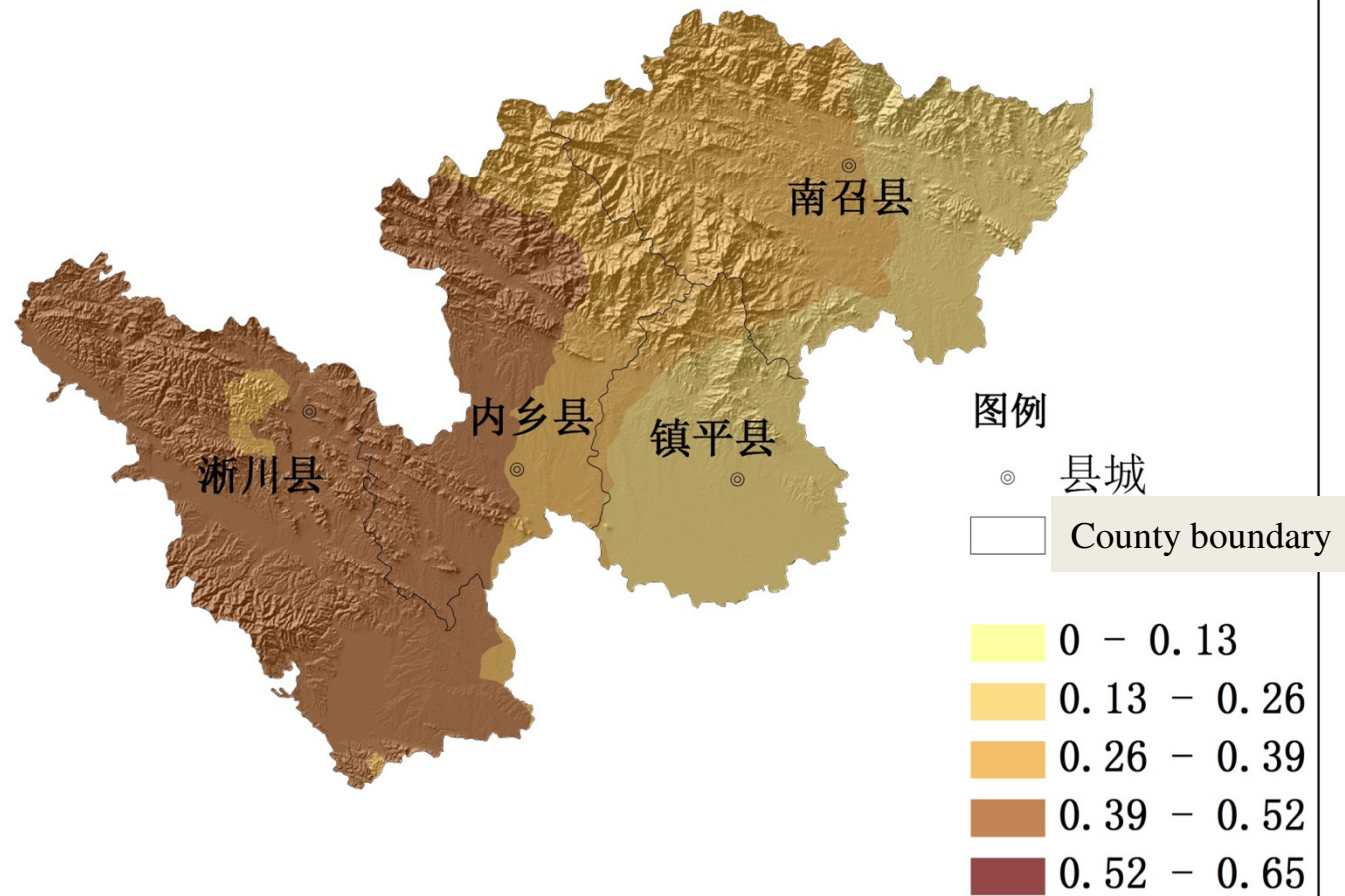 南召县
内乡县
镇平县
淅川县
图例
县城
County boundary
0 - 0.13
0.13 - 0.26
0.26 - 0.39
0.39 - 0.52
0.52 - 0.65